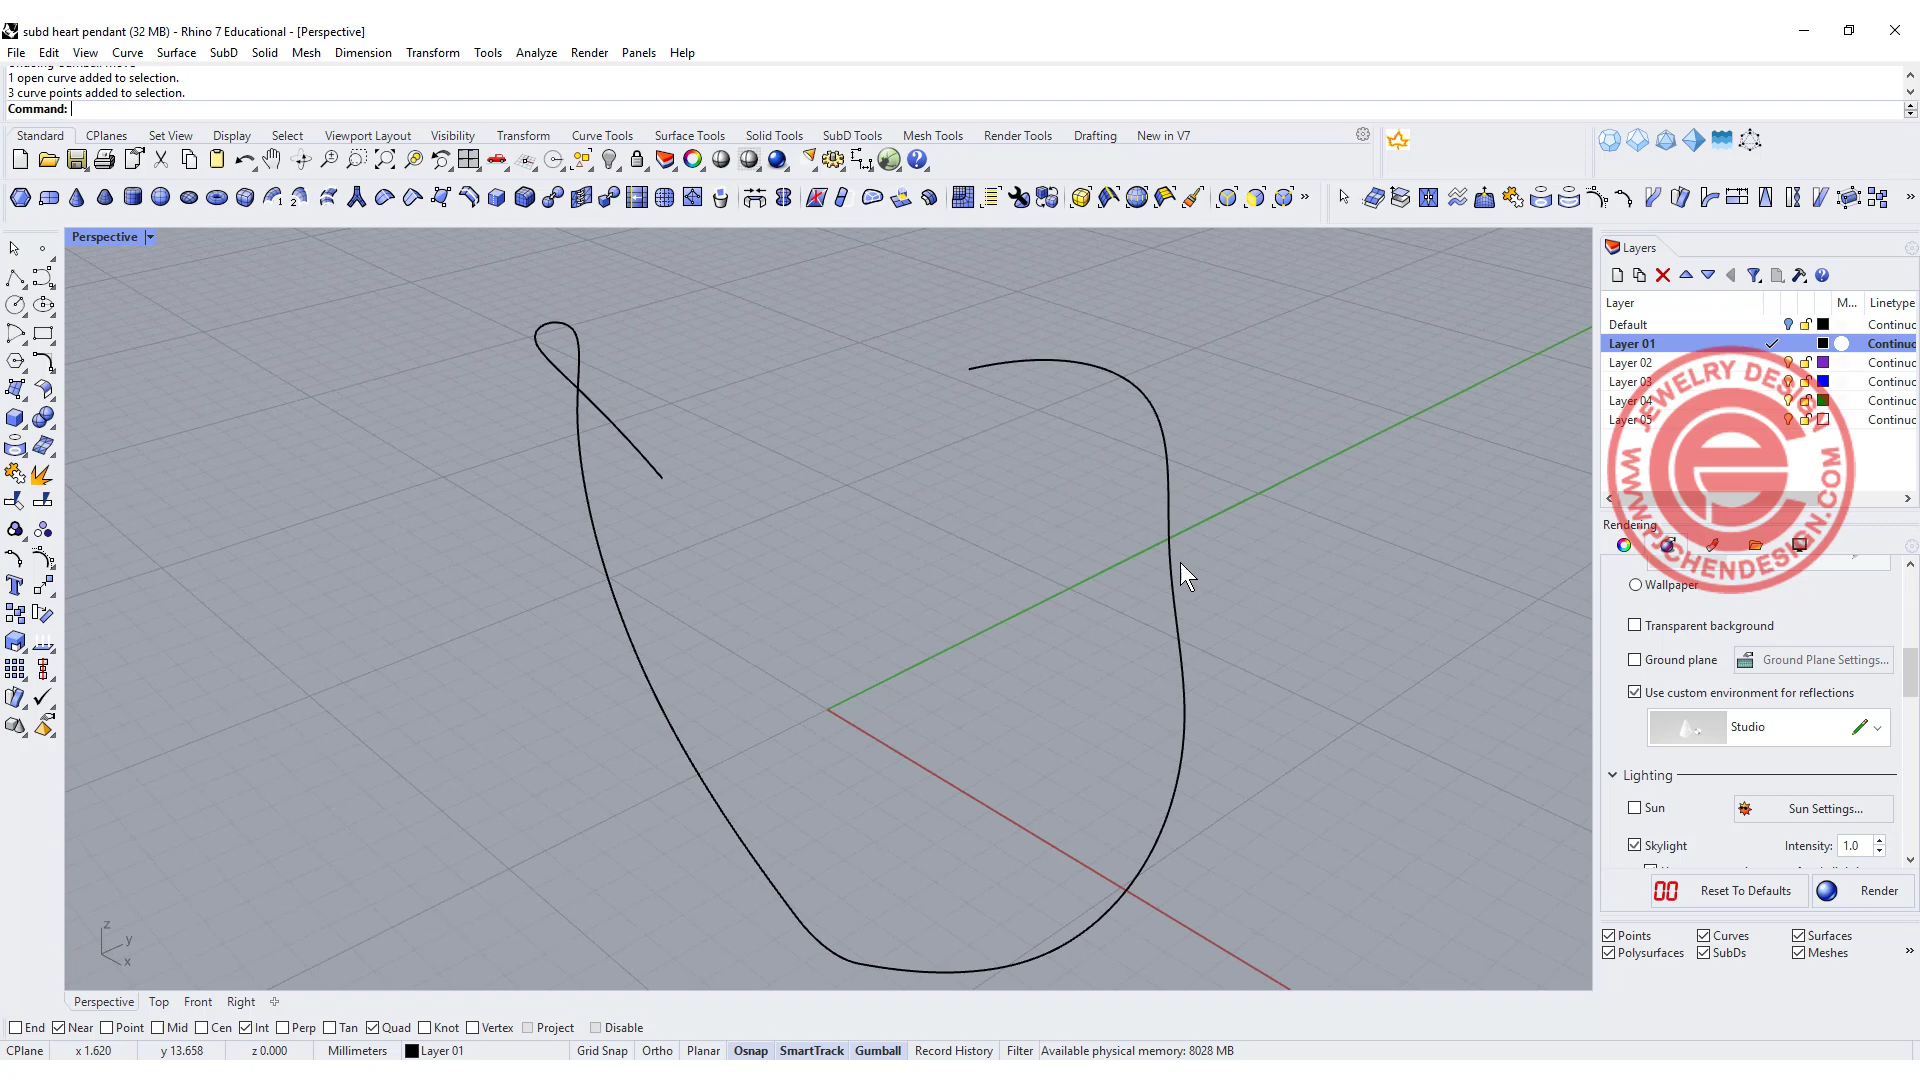 subd heart pendant (32 MB) - Rhino 7 Educational - [Perspective]
File Edit View Curve Surface SubD Solid Mesh Dimension Transform Tools Analyze Render Panels Help
1 open curve added to selection.
3 curve points added to selection.
Command:
Standard CPlanes Set View Display Select Viewport Layout Visibility Transform Curve Tools Surface Tools Solid Tools SubD Tools Mesh Tools Render Tools Drafting New in V7
Perspective
Layers
Layer M... Linetype
Default Continuc
Layer 01 Continuc
Layer 02 Continuc
Layer 03 Continuc
Layer 04 Continuc
Layer 05 Continuc
JEWELRY DESIGN
WWW.PJCHENDESIGN.COM
Rendering
Wallpaper
Transparent background
Ground plane Ground Plane Settings...
Use custom environment for reflections
Studio
Lighting
Sun Sun Settings...
Skylight Intensity: 1.0
Reset To Defaults Render
Points Curves Surfaces
Polysurfaces SubDs Meshes
z
y
x
Perspective Top Front Right
End Near Point Mid Cen Int Perp Tan Quad Knot Vertex Project Disable
CPlane x 1.620 y 13.658 z 0.000 Millimeters Layer 01 Grid Snap Ortho Planar Osnap SmartTrack Gumball Record History Filter Available physical memory: 8028 MB